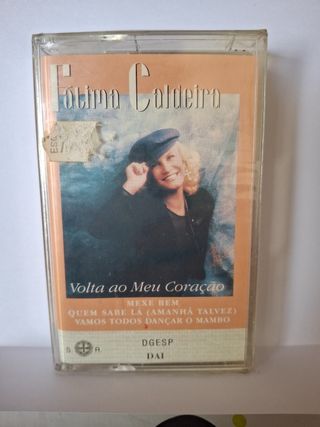 Fátima Caldeira
ESC
Volta ao Meu Coração
MEXE BEM
QUEM SABE LÁ (AMANHÃ TALVEZ)
VAMOS TODOS DANÇAR O MAMBO
S A
DGESP
DAI